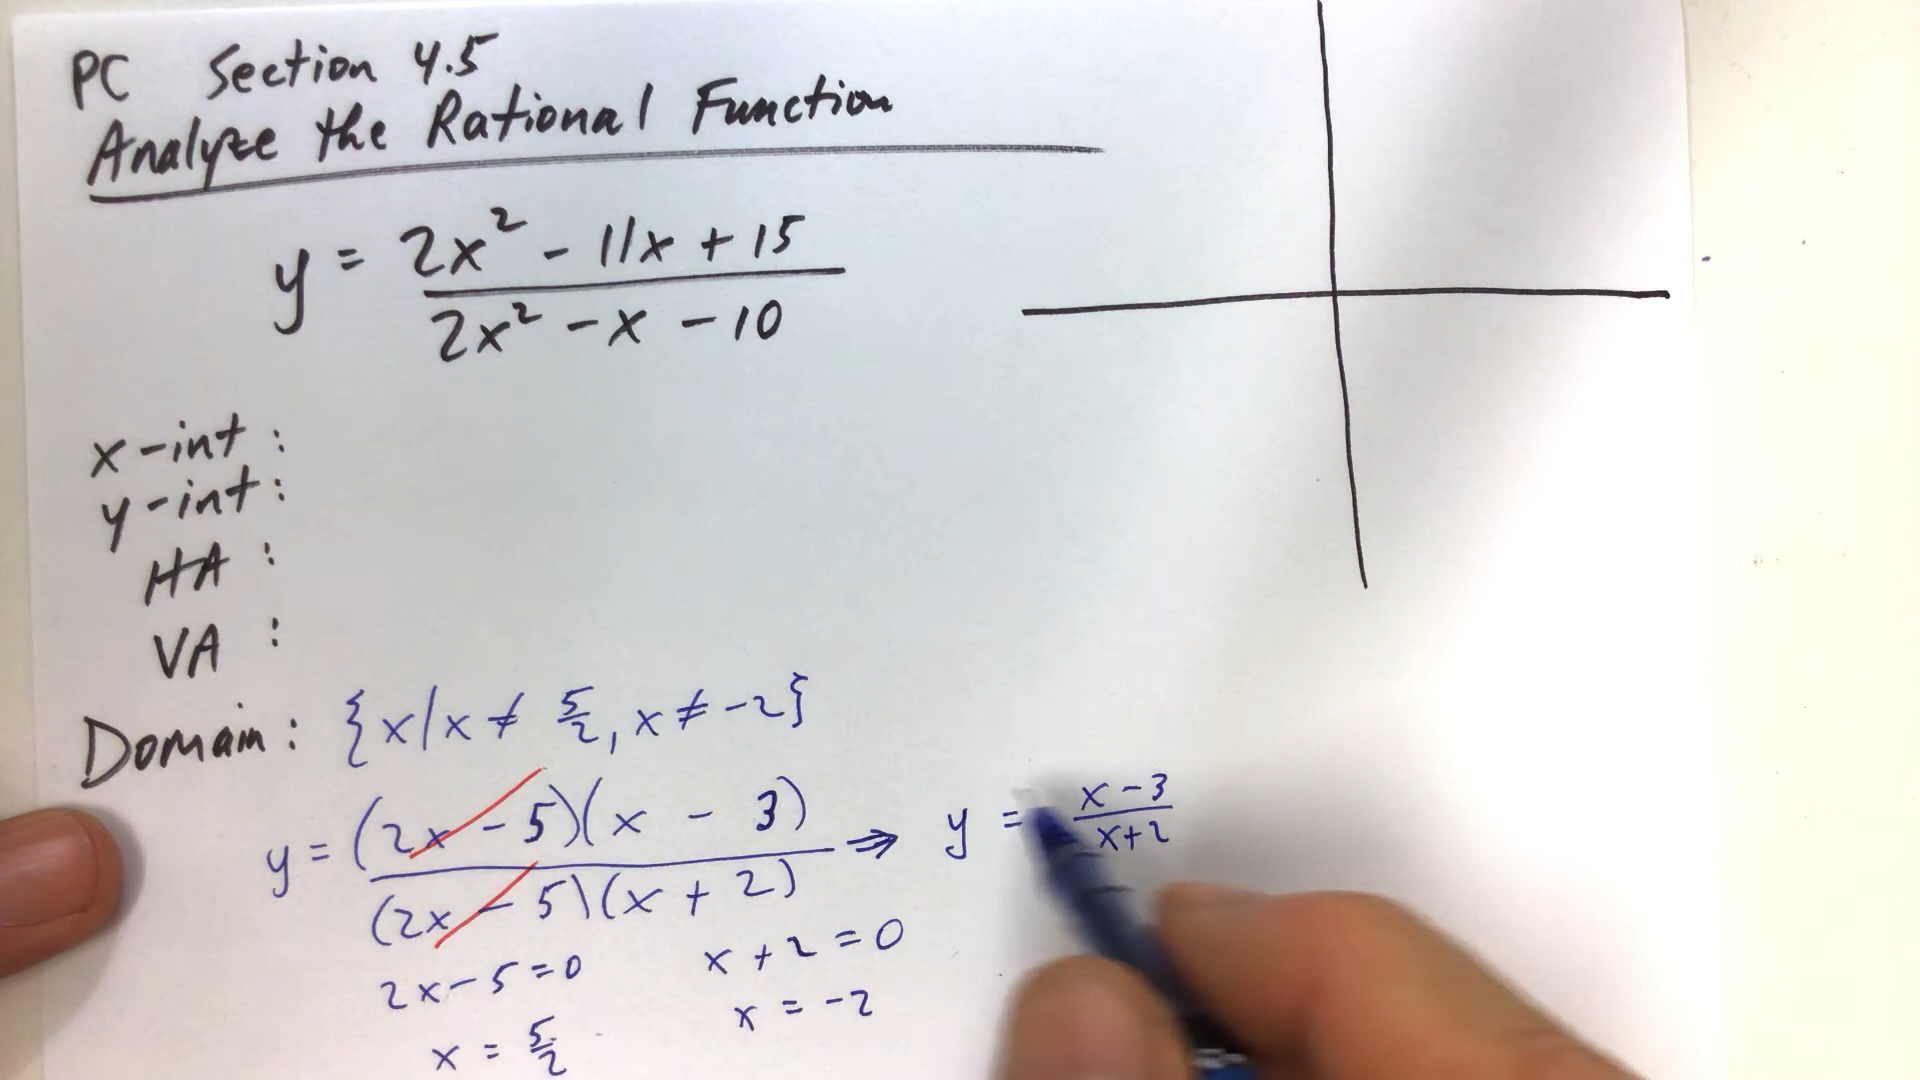 PC Section 4.5
Analyze the Rational Function
y = 2x² - 11x + 15
2x² - x - 10
x-int :
y-int :
HA :
VA :
Domain : {x|x ≠ 5/2, x ≠ -2}
y = (2x - 5)(x - 3) ⇒ y = x - 3
(2x - 5)(x + 2) x + 2
2x - 5 = 0 x + 2 = 0
x = 5/2 x = -2